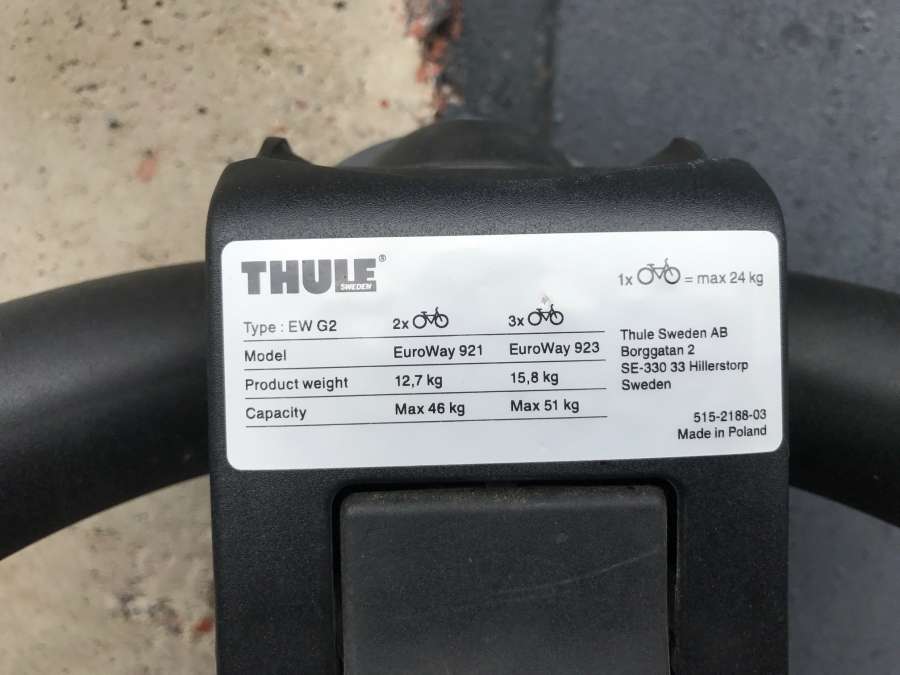 THULE®
SWEDEN
1x = max 24 kg
Type : EW G2 2x 3x
Model EuroWay 921 EuroWay 923
Product weight 12,7 kg 15,8 kg
Capacity Max 46 kg Max 51 kg
Thule Sweden AB
Borggatan 2
SE-330 33 Hillerstorp
Sweden
515-2188-03
Made in Poland